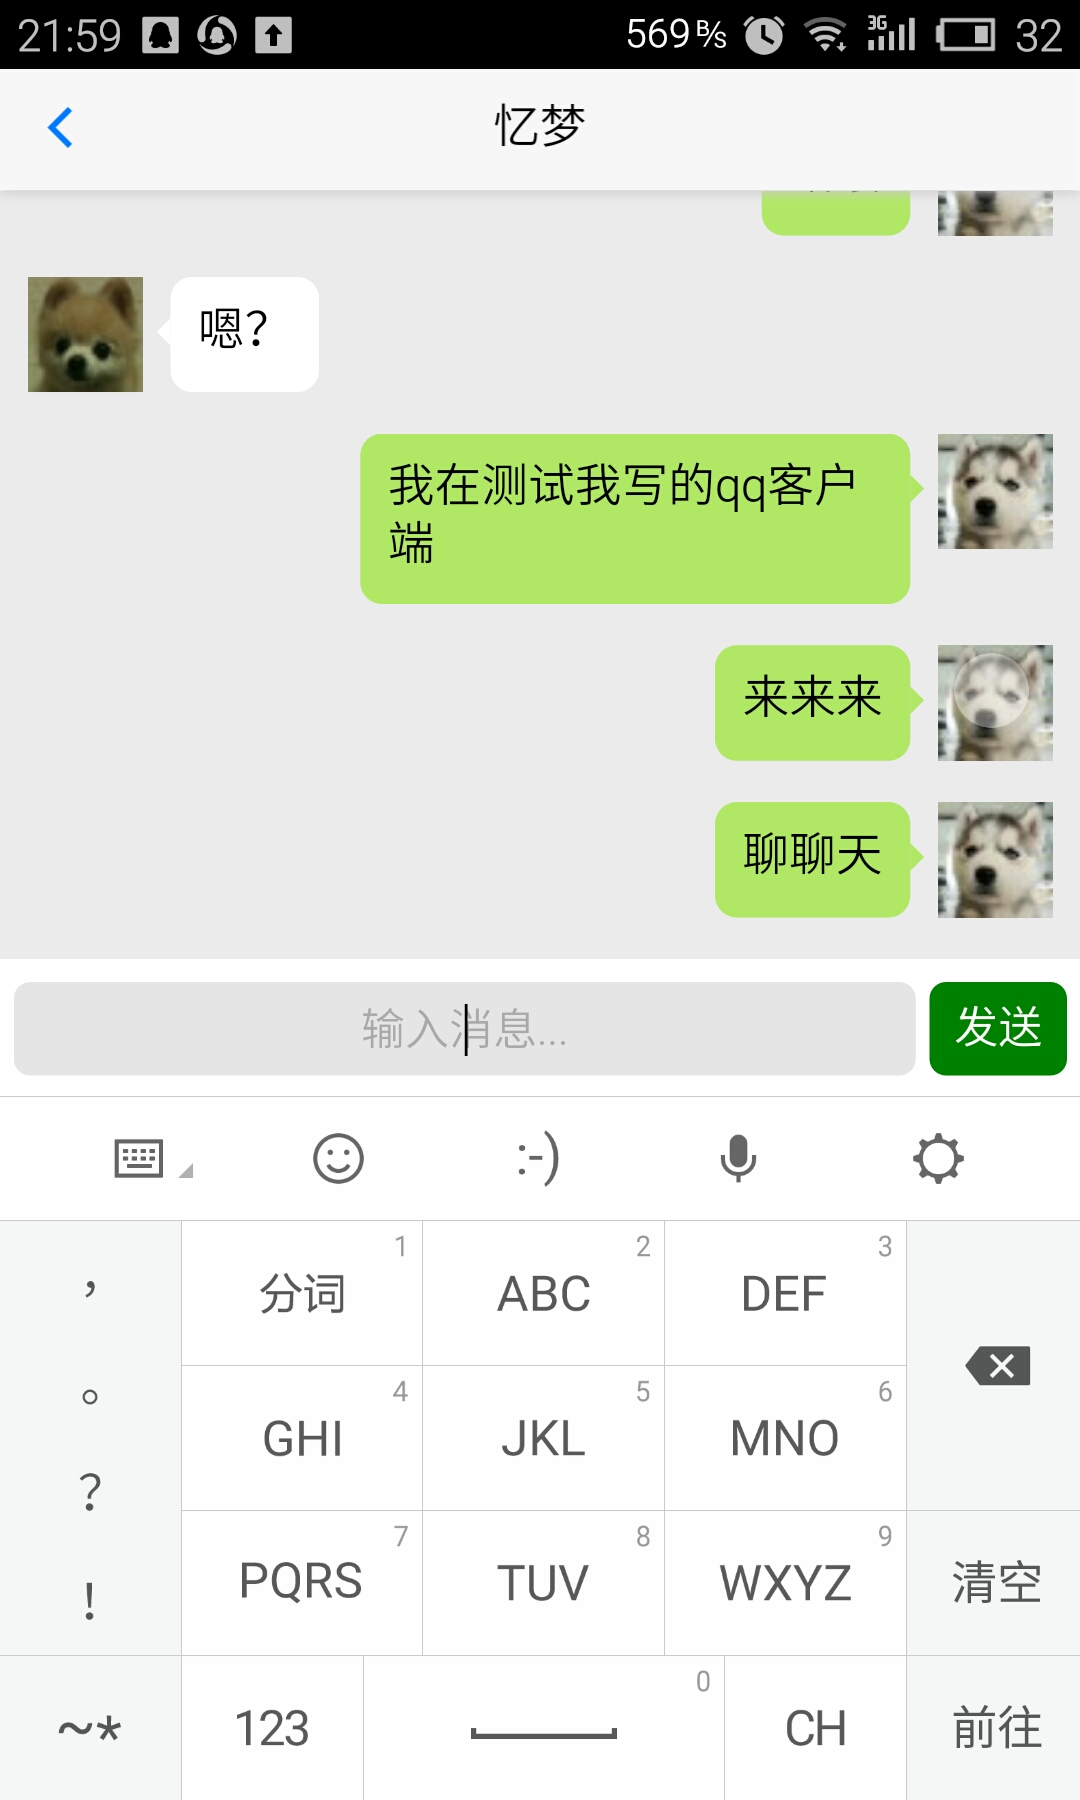 21:59 569 B/s 3G 32
忆梦
嗯?
我在测试我写的qq客户
端
来来来
聊聊天
输入消息...
发送
:-)
,
。
?
!
分词 1
ABC 2
DEF 3
GHI 4
JKL 5
MNO 6
PQRS 7
TUV 8
WXYZ 9
清空
~*
123
0
CH
前往